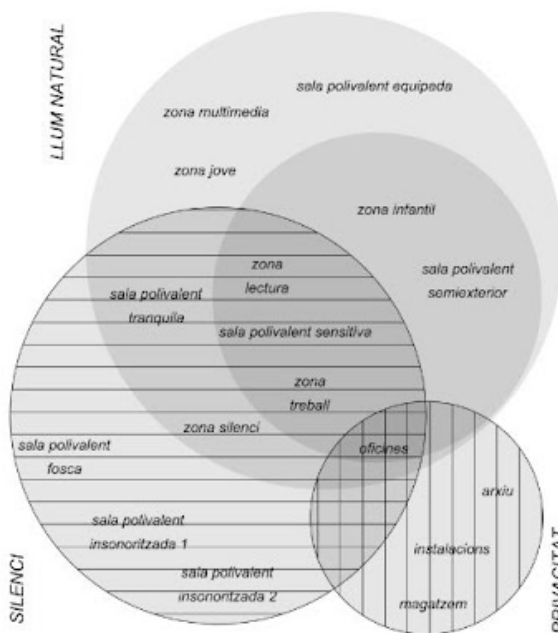 LLUM NATURAL
sala polivalent equipada
zona multimedia
zona jove
zona infantil
zona
lectura
sala polivalent
semiexterior
sala polivalent
tranquila
sala polivalent sensitiva
zona
treball
zona silenci
sala polivalent
fosca
oficines
arxiu
sala polivalent
insonoritzada 1
instalacions
sala polivalent
insonoritzada 2
magatzem
SILENCI
PRIVACITAT